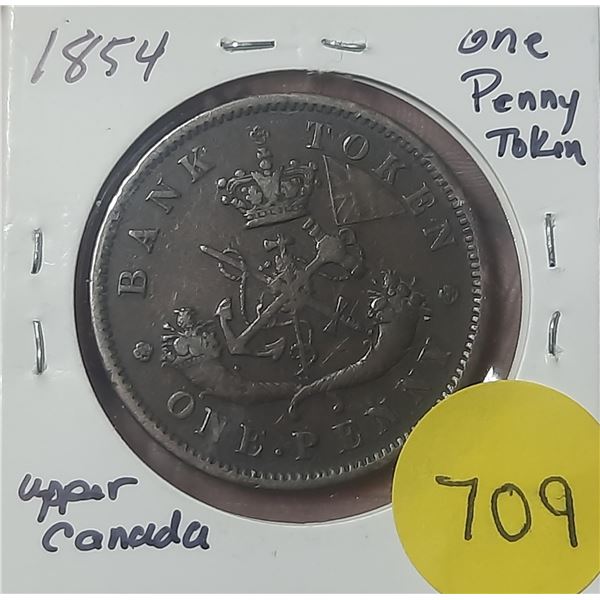 1854
one
Penny
Token
BANK TOKEN
ONE · PENNY
upper
Canada
709